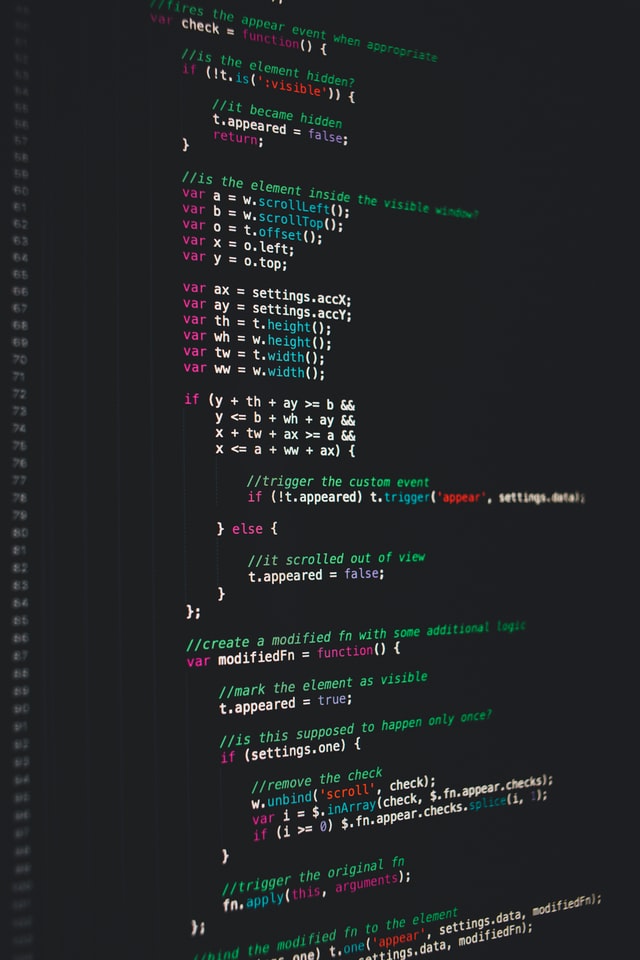 //fires the appear event when appropriate
var check = function() {
//is the element hidden?
if (!t.is(':visible')) {
//it became hidden
t.appeared = false;
return;
}
//is the element inside the visible window?
var a = w.scrollLeft();
var b = w.scrollTop();
var o = t.offset();
var x = o.left;
var y = o.top;
var ax = settings.accX;
var ay = settings.accY;
var th = t.height();
var wh = w.height();
var tw = t.width();
var ww = w.width();
if (y + th + ay >= b &&
y <= b + wh + ay &&
x + tw + ax >= a &&
x <= a + ww + ax) {
//trigger the custom event
if (!t.appeared) t.trigger('appear', settings.data);
} else {
//it scrolled out of view
t.appeared = false;
}
};
//create a modified fn with some additional logic
var modifiedFn = function() {
//mark the element as visible
t.appeared = true;
//is this supposed to happen only once?
if (settings.one) {
//remove the check
w.unbind('scroll', check);
var i = $.inArray(check, $.fn.appear.checks);
if (i >= 0) $.fn.appear.checks.splice(i, 1);
}
//trigger the original fn
fn.apply(this, arguments);
};
//bind the modified fn to the element
one) t.one('appear', settings.data, modifiedFn);
settings.data, modifiedFn);